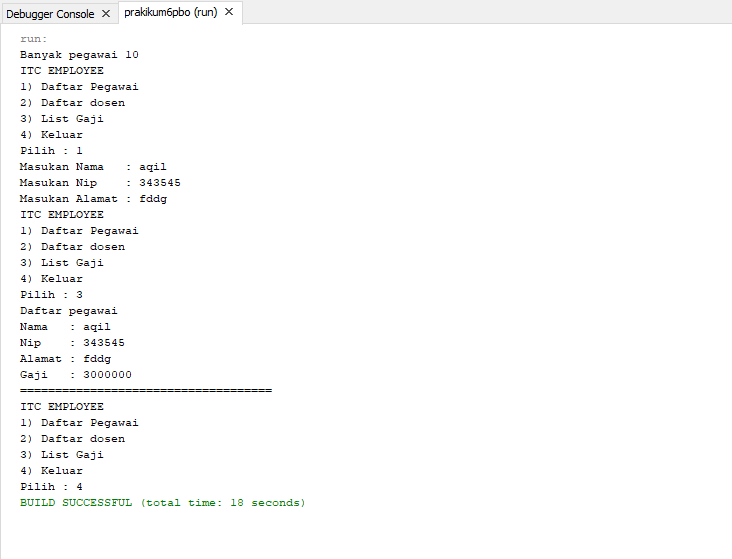 Debugger Console × prakikum6pbo (run) ×
run:
Banyak pegawai 10
ITC EMPLOYEE
1) Daftar Pegawai
2) Daftar dosen
3) List Gaji
4) Keluar
Pilih : 1
Masukan Nama   : aqil
Masukan Nip    : 343545
Masukan Alamat : fddg
ITC EMPLOYEE
1) Daftar Pegawai
2) Daftar dosen
3) List Gaji
4) Keluar
Pilih : 3
Daftar pegawai
Nama   : aqil
Nip    : 343545
Alamat : fddg
Gaji   : 3000000
====================================
ITC EMPLOYEE
1) Daftar Pegawai
2) Daftar dosen
3) List Gaji
4) Keluar
Pilih : 4
BUILD SUCCESSFUL (total time: 18 seconds)